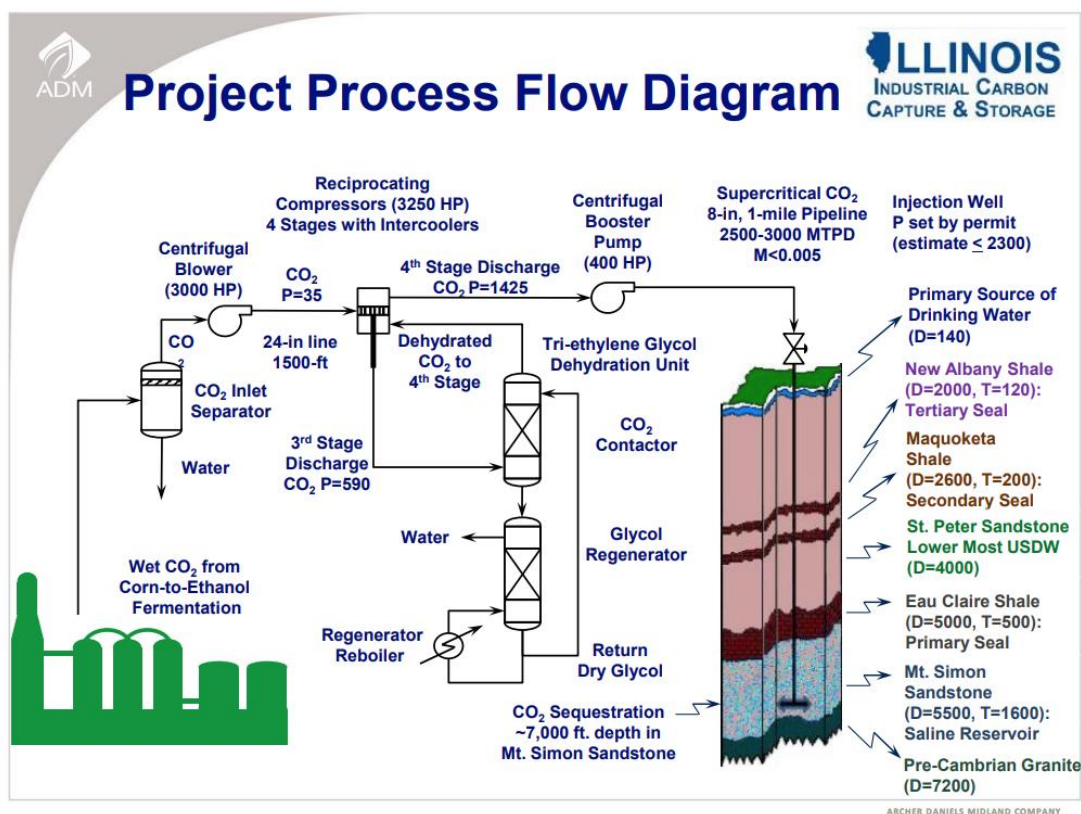 ADM
Project Process Flow Diagram
ILLINOIS
INDUSTRIAL CARBON
CAPTURE & STORAGE
Reciprocating
Compressors (3250 HP)
4 Stages with Intercoolers
Centrifugal
Booster
Pump
(400 HP)
Supercritical CO₂
8-in, 1-mile Pipeline
2500-3000 MTPD
M<0.005
Injection Well
P set by permit
(estimate ≤ 2300)
Centrifugal
Blower
(3000 HP)
CO₂
P=35
4th Stage Discharge
CO₂ P=1425
CO₂
24-in line
1500-ft
Dehydrated
CO₂ to
4th Stage
Tri-ethylene Glycol
Dehydration Unit
CO₂ Inlet
Separator
Water
3rd Stage
Discharge
CO₂ P=590
CO₂
Contactor
Water
Glycol
Regenerator
Wet CO₂ from
Corn-to-Ethanol
Fermentation
Regenerator
Reboiler
Return
Dry Glycol
CO₂ Sequestration
~7,000 ft. depth in
Mt. Simon Sandstone
Primary Source of
Drinking Water
(D=140)
New Albany Shale
(D=2000, T=120):
Tertiary Seal
Maquoketa
Shale
(D=2600, T=200):
Secondary Seal
St. Peter Sandstone
Lower Most USDW
(D=4000)
Eau Claire Shale
(D=5000, T=500):
Primary Seal
Mt. Simon
Sandstone
(D=5500, T=1600):
Saline Reservoir
Pre-Cambrian Granite
(D=7200)
ARCHER DANIELS MIDLAND COMPANY